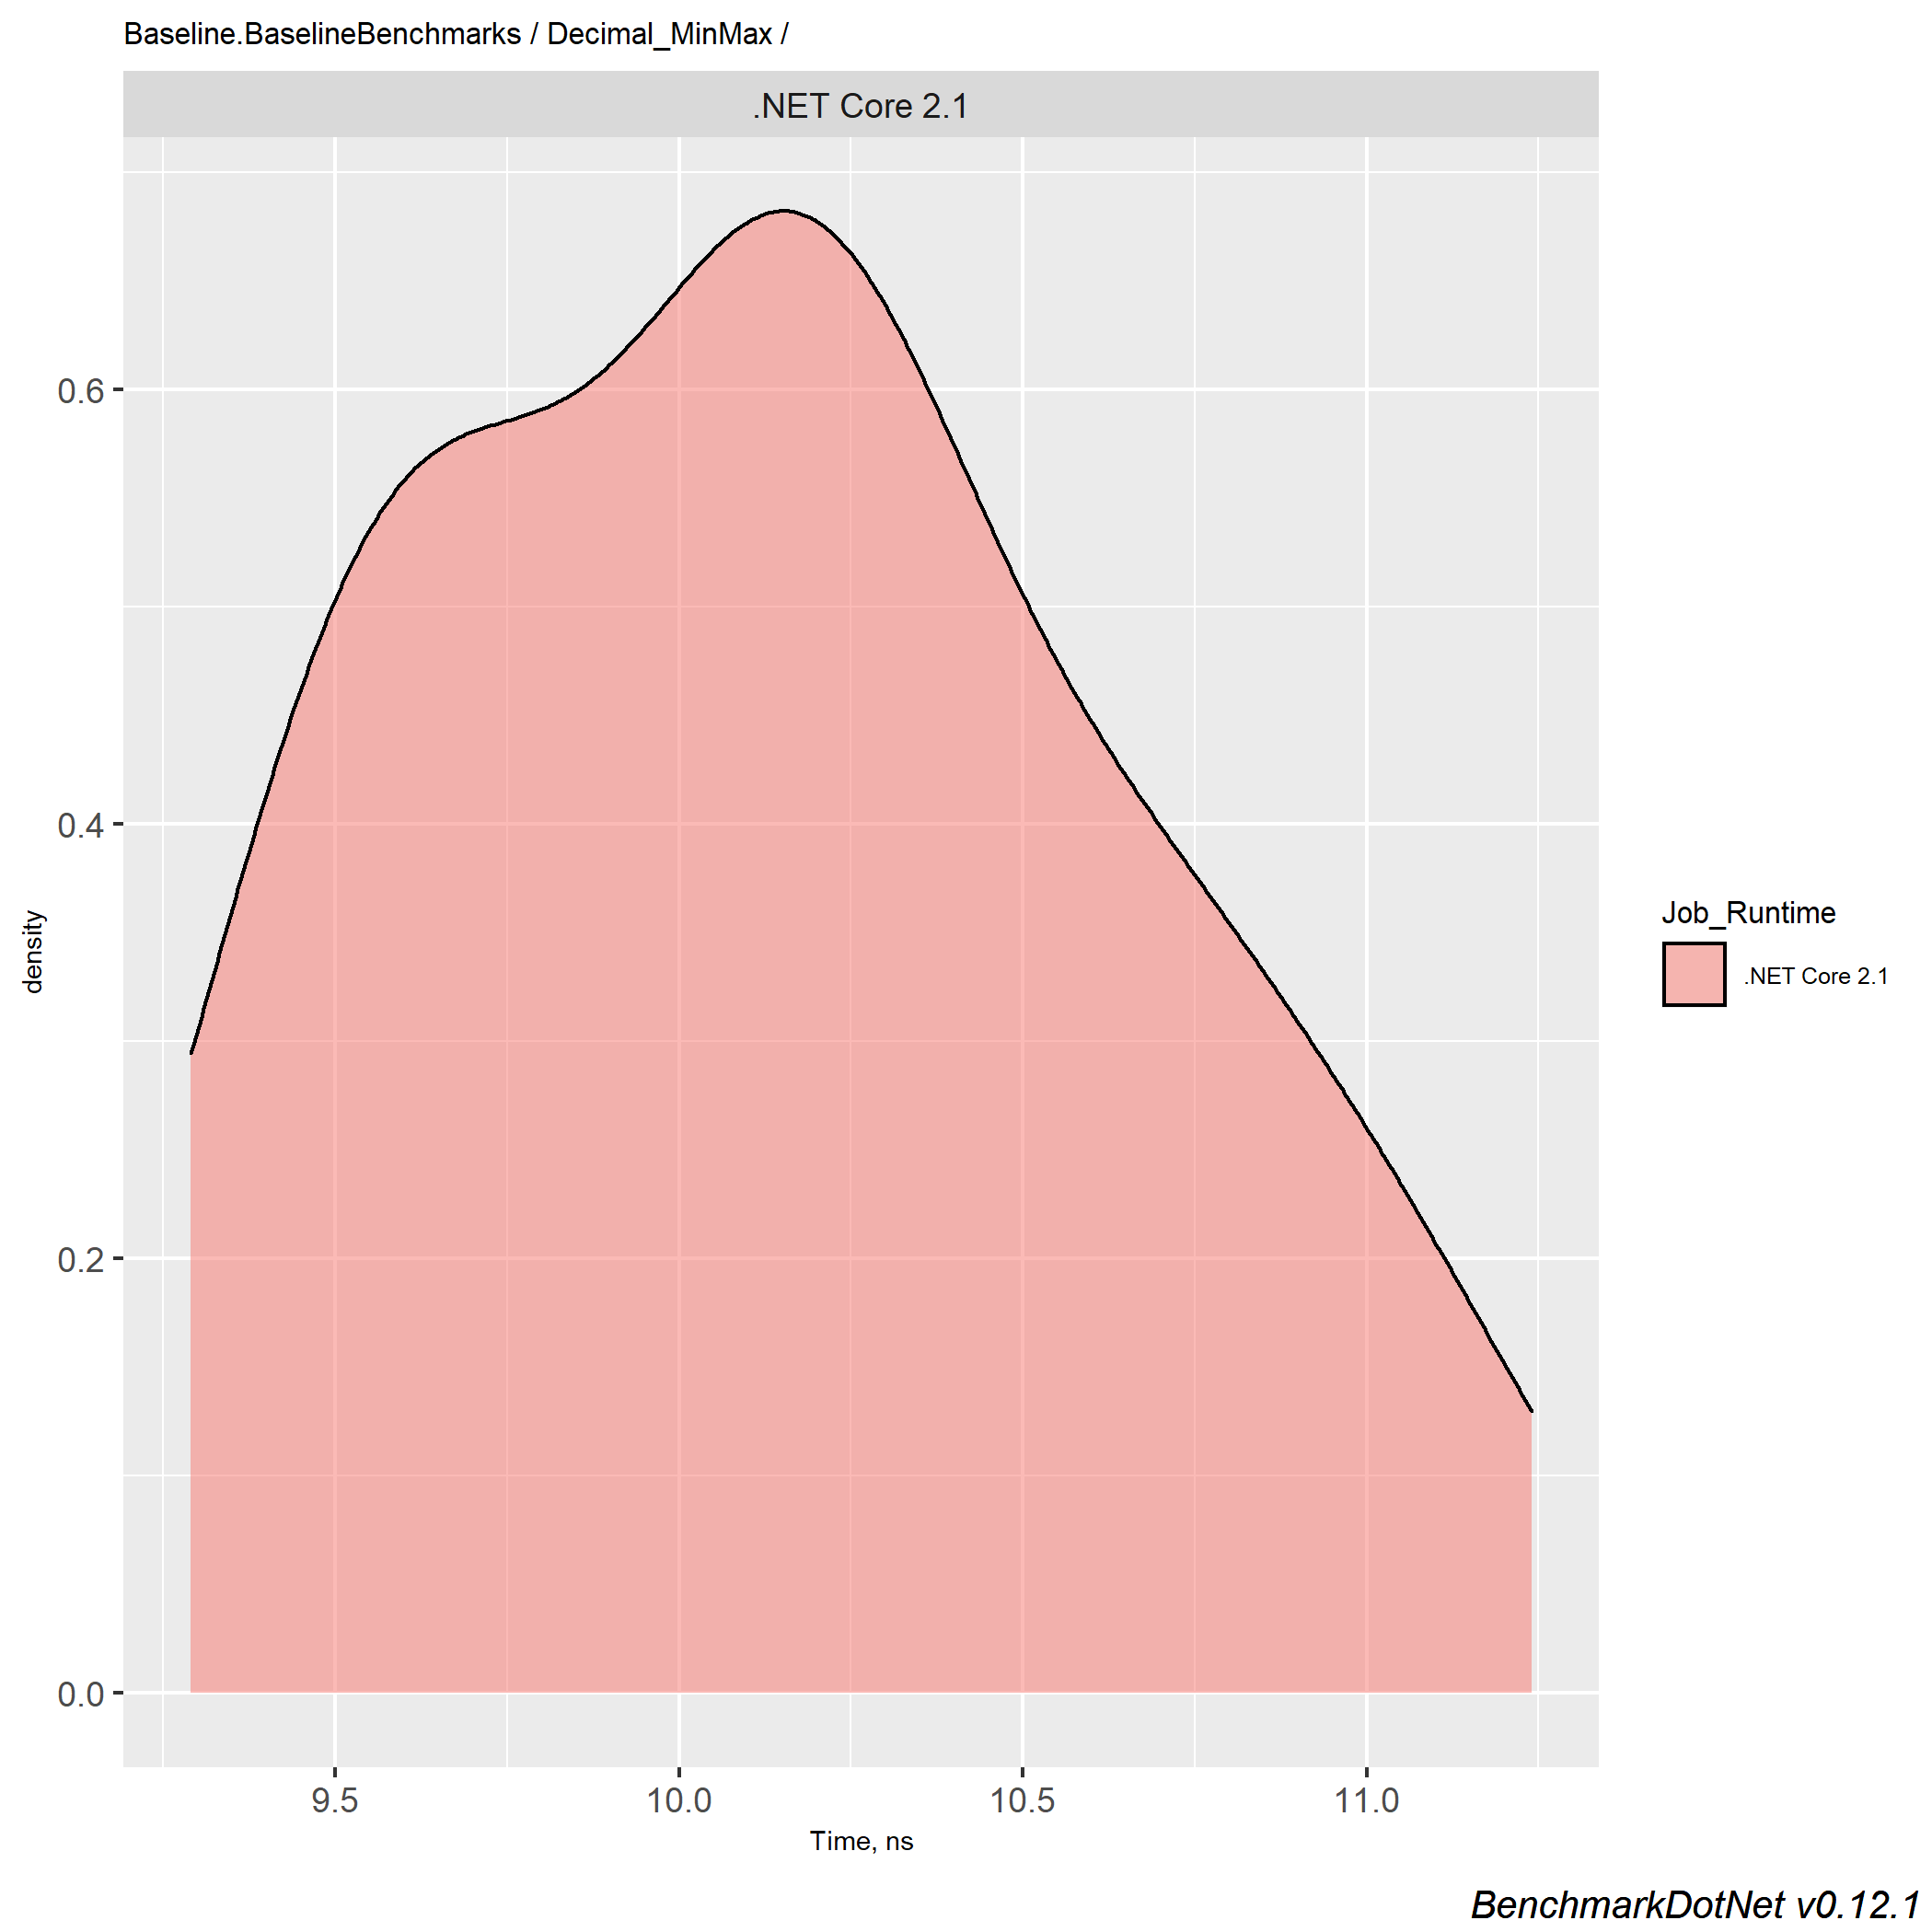 Baseline.BaselineBenchmarks / Decimal_MinMax /
.NET Core 2.1
0.6
0.4
0.2
0.0
density
9.5 10.0 10.5 11.0
Time, ns
Job_Runtime
.NET Core 2.1
BenchmarkDotNet v0.12.1